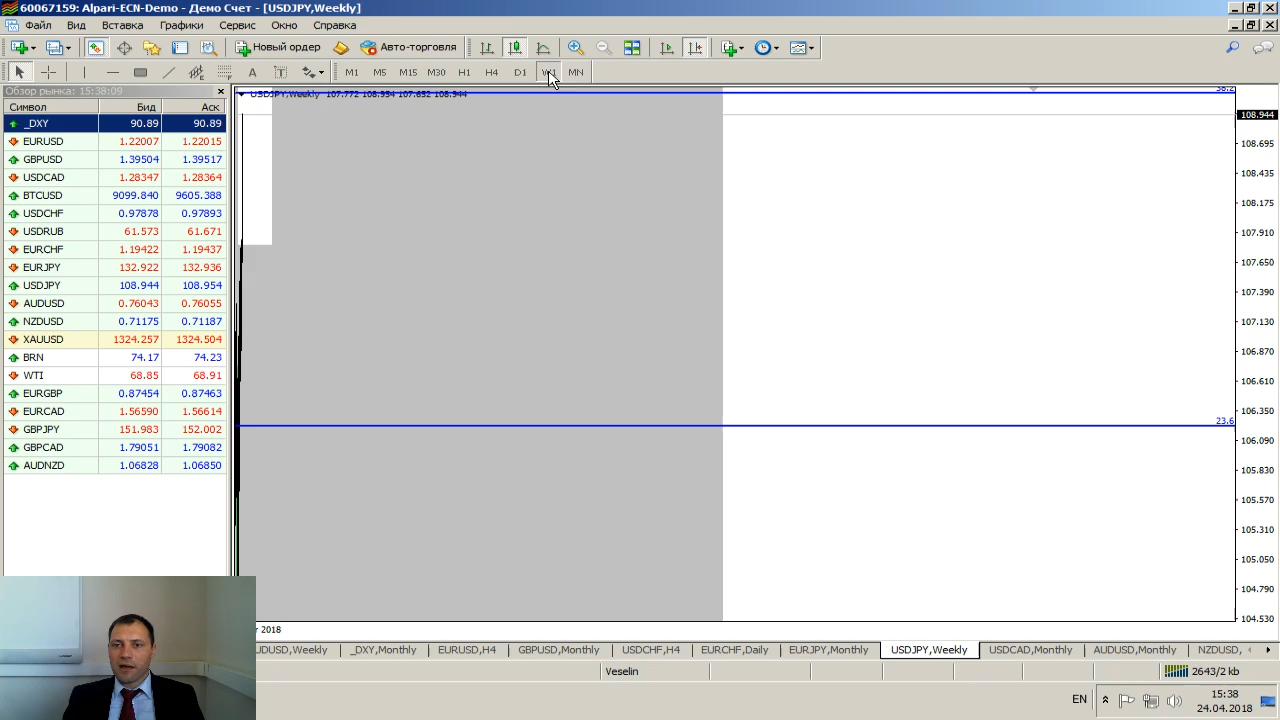 60067159: Alpari-ECN-Demo - Демо Счет - [USDJPY,Weekly]
Файл Вид Вставка Графики Сервис Окно Справка
Новый ордер Авто-торговля
A T M1 M5 M15 M30 H1 H4 D1 MN
Обзор рынка: 15:38:09
Символ Бид Аск
_DXY 90.89 90.89
EURUSD 1.22007 1.22015
GBPUSD 1.39504 1.39517
USDCAD 1.28347 1.28364
BTCUSD 9099.840 9605.388
USDCHF 0.97878 0.97893
USDRUB 61.573 61.671
EURCHF 1.19422 1.19437
EURJPY 132.922 132.936
USDJPY 108.944 108.954
AUDUSD 0.76043 0.76055
NZDUSD 0.71175 0.71187
XAUUSD 1324.257 1324.504
BRN 74.17 74.23
WTI 68.85 68.91
EURGBP 0.87454 0.87463
EURCAD 1.56590 1.56614
GBPJPY 151.983 152.002
GBPCAD 1.79051 1.79082
AUDNZD 1.06828 1.06850
USDJPY,Weekly 107.772 108.954 107.652 108.944
38.2
108.944
108.695
108.435
108.175
107.910
107.650
107.390
107.130
106.870
106.610
106.350
23.6
106.090
105.830
105.570
105.310
105.050
104.790
104.530
2018
UDUSD,Weekly _DXY,Monthly EURUSD,H4 GBPUSD,Monthly USDCHF,H4 EURCHF,Daily EURJPY,Monthly USDJPY,Weekly USDCAD,Monthly AUDUSD,Monthly NZDUSD,
Veselin 2643/2 kb
EN 15:38
24.04.2018